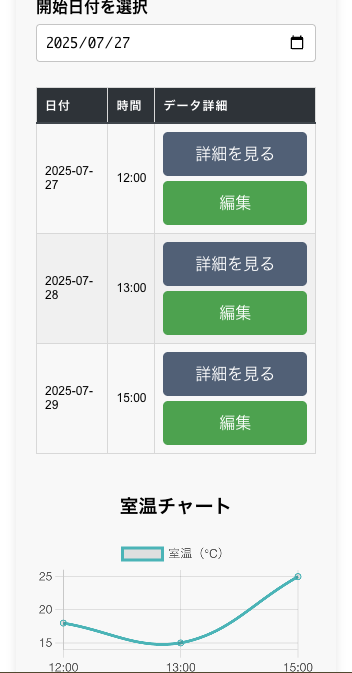 開始日付を選択
2025/07/27
日付 時間 データ詳細
2025-07-
27
12:00
詳細を見る
編集
2025-07-
28
13:00
詳細を見る
編集
2025-07-
29
15:00
詳細を見る
編集
室温チャート
室温（°C）
25
20
15
12:00 13:00 15:00